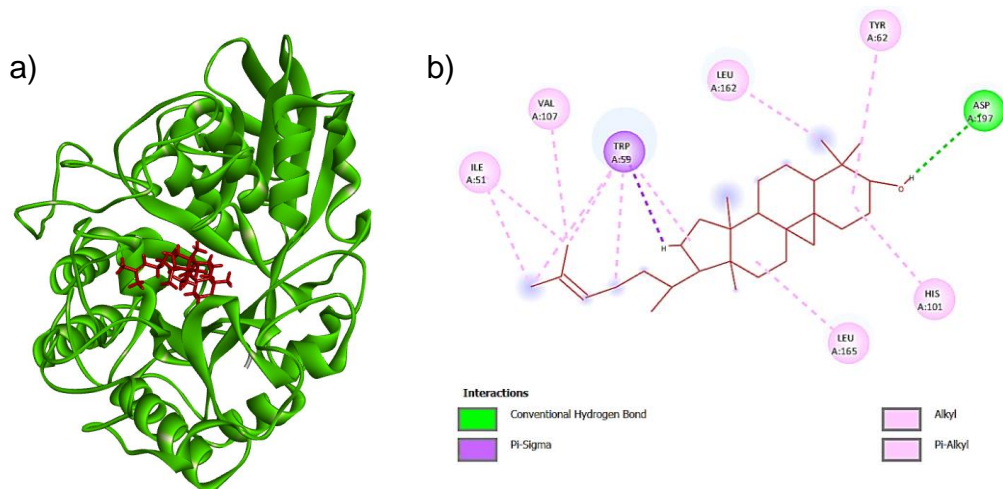 a)
b)
TYR
A:62
LEU
A:162
VAL
A:107
ASP
A:197
TRP
A:59
ILE
A:51
H
O
H
HIS
A:101
LEU
A:165
Interactions
Conventional Hydrogen Bond
Pi-Sigma
Alkyl
Pi-Alkyl